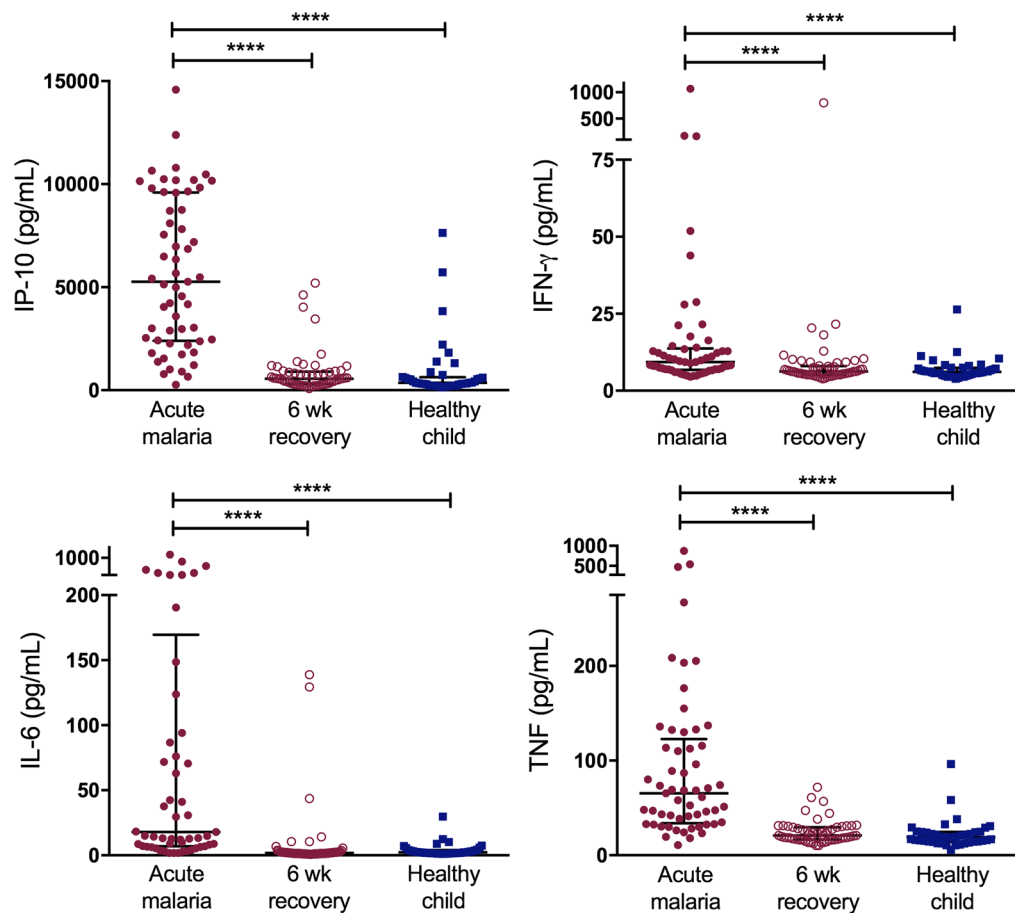 ****
****
15000
10000
5000
0
IP-10 (pg/mL)
Acute malaria
6 wk recovery
Healthy child
****
****
1000
500
75
50
25
0
IFN-γ (pg/mL)
Acute malaria
6 wk recovery
Healthy child
****
****
1000
200
150
100
50
0
IL-6 (pg/mL)
Acute malaria
6 wk recovery
Healthy child
****
****
1000
500
200
100
0
TNF (pg/mL)
Acute malaria
6 wk recovery
Healthy child